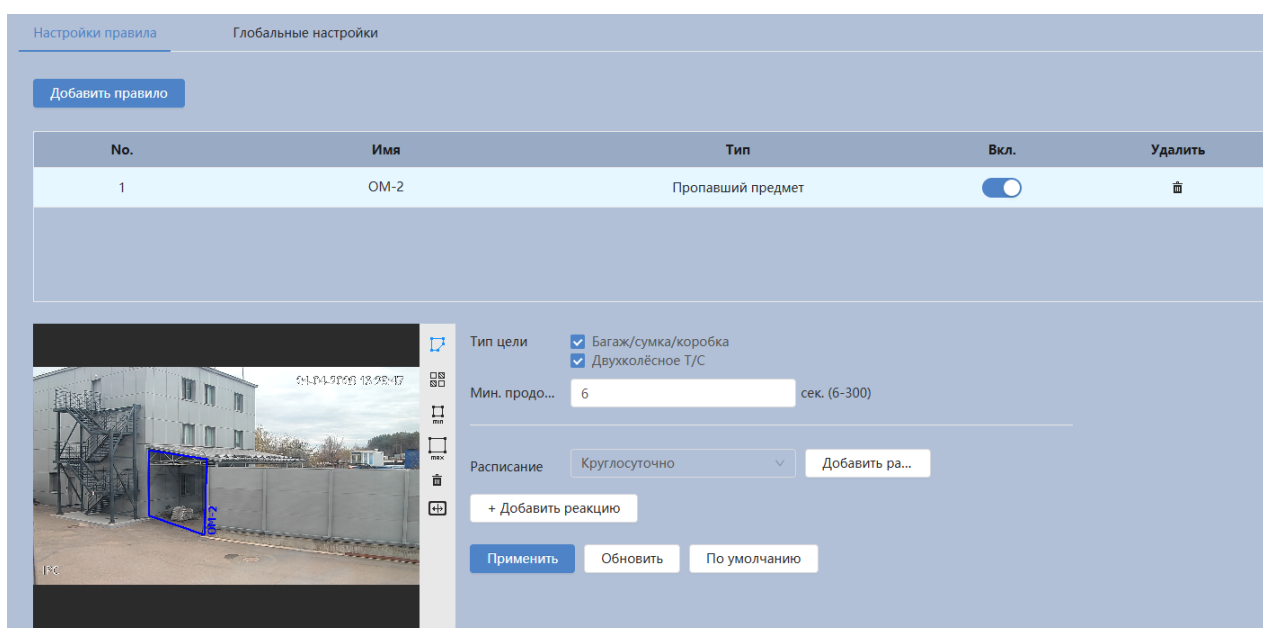 Настройки правила Глобальные настройки
Добавить правило
No. Имя Тип Вкл. Удалить
1 ОМ-2 Пропавший предмет
Тип цели Багаж/сумка/коробка
Двухколёсное Т/С
Мин. продо... 6 сек. (6-300)
Расписание Круглосуточно Добавить ра...
+ Добавить реакцию
Применить Обновить По умолчанию
min
max
ОМ-2
IPC